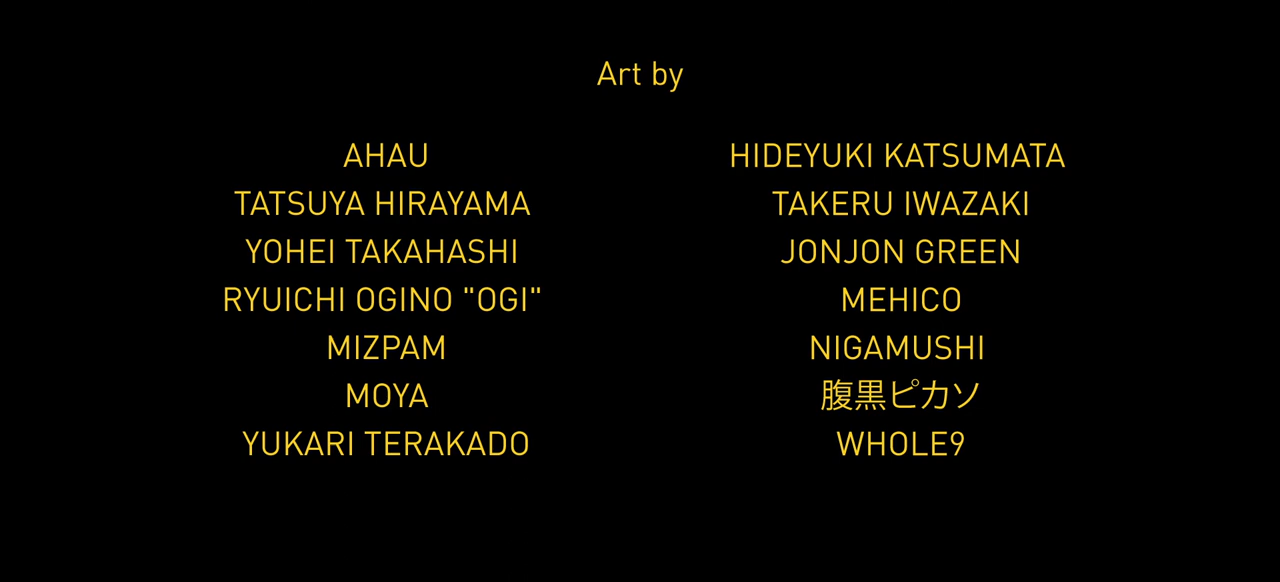 Art by
AHAU
TATSUYA HIRAYAMA
YOHEI TAKAHASHI
RYUICHI OGINO "OGI"
MIZPAM
MOYA
YUKARI TERAKADO
HIDEYUKI KATSUMATA
TAKERU IWAZAKI
JONJON GREEN
MEHICO
NIGAMUSHI
腹黒ピカソ
WHOLE9